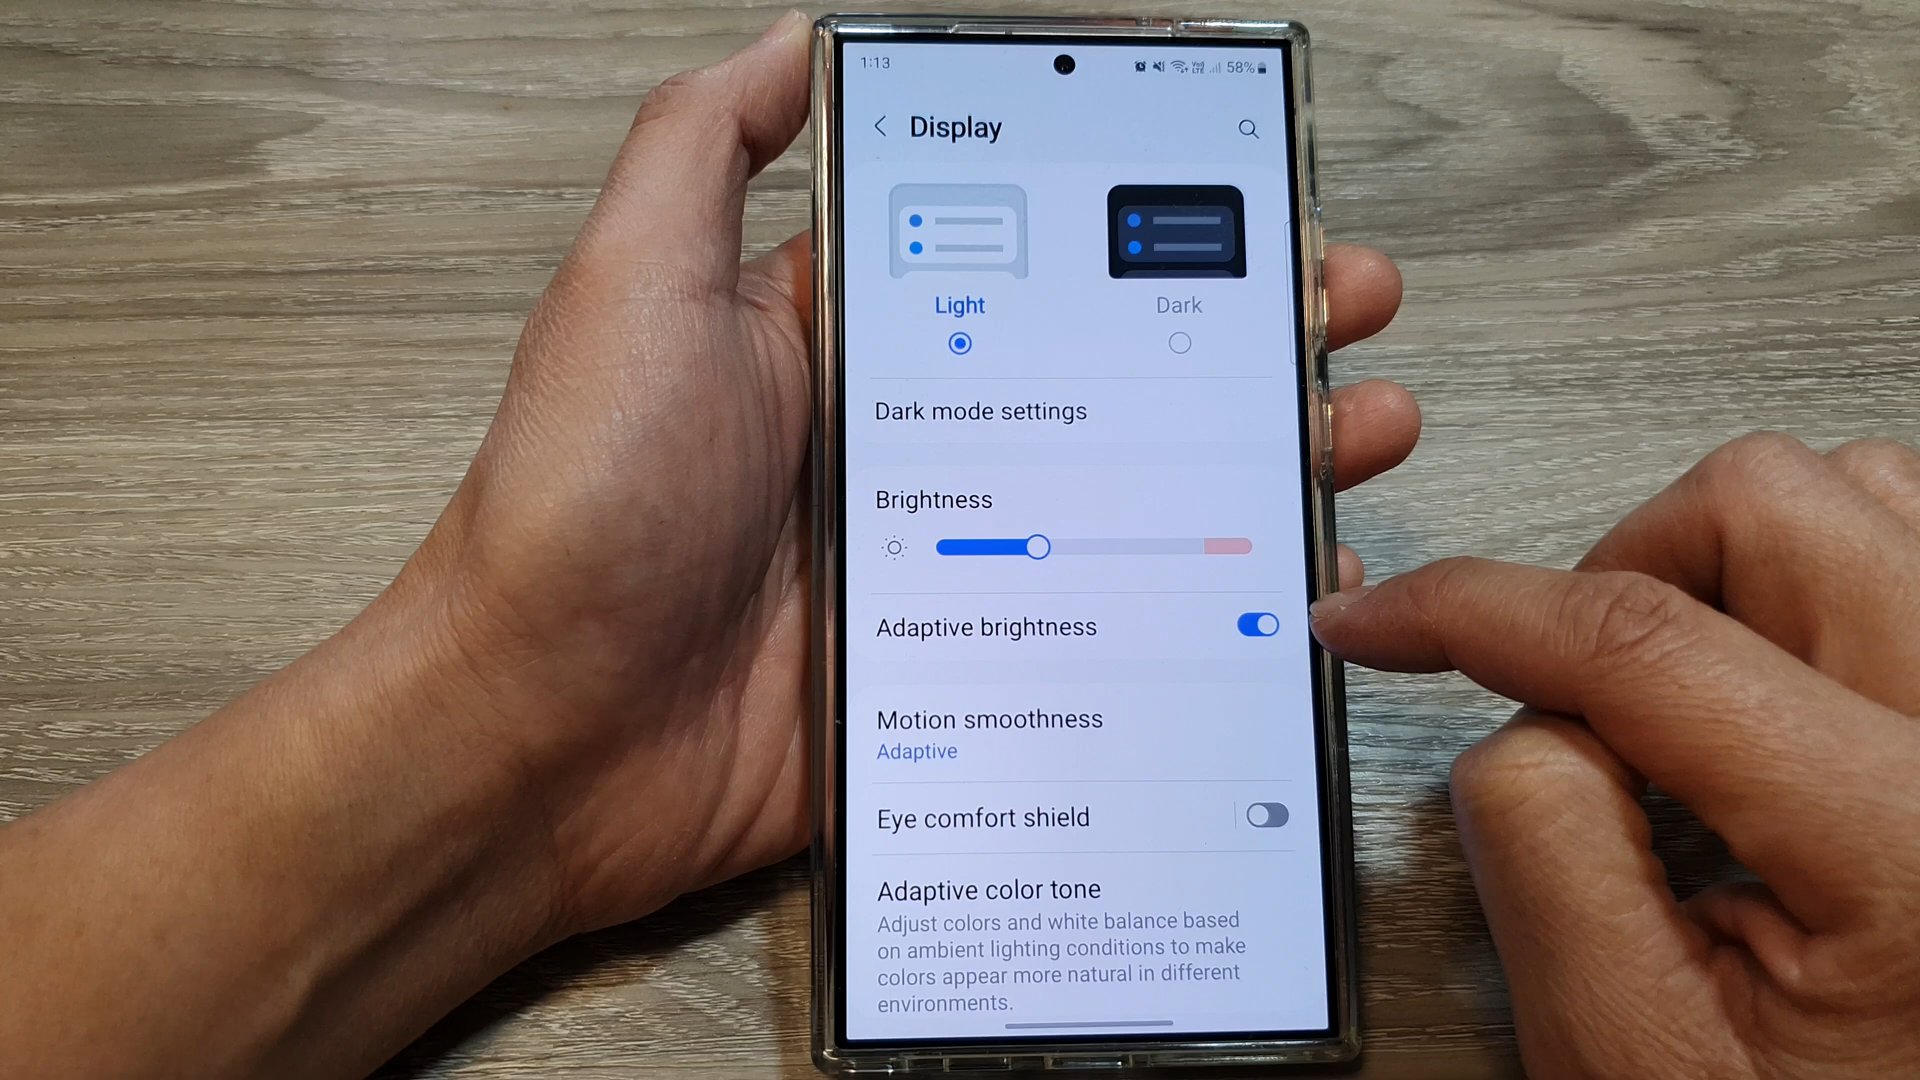 1:13
Vo)) LTE 58%
Display
Light
Dark
Dark mode settings
Brightness
Adaptive brightness
Motion smoothness
Adaptive
Eye comfort shield
Adaptive color tone
Adjust colors and white balance based
on ambient lighting conditions to make
colors appear more natural in different
environments.